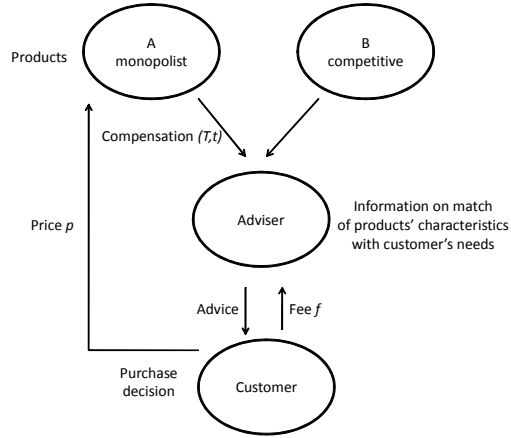 Products
A
monopolist
B
competitive
Compensation (T,t)
Price p
Adviser
Information on match
of products' characteristics
with customer's needs
Advice
Fee f
Purchase
decision
Customer